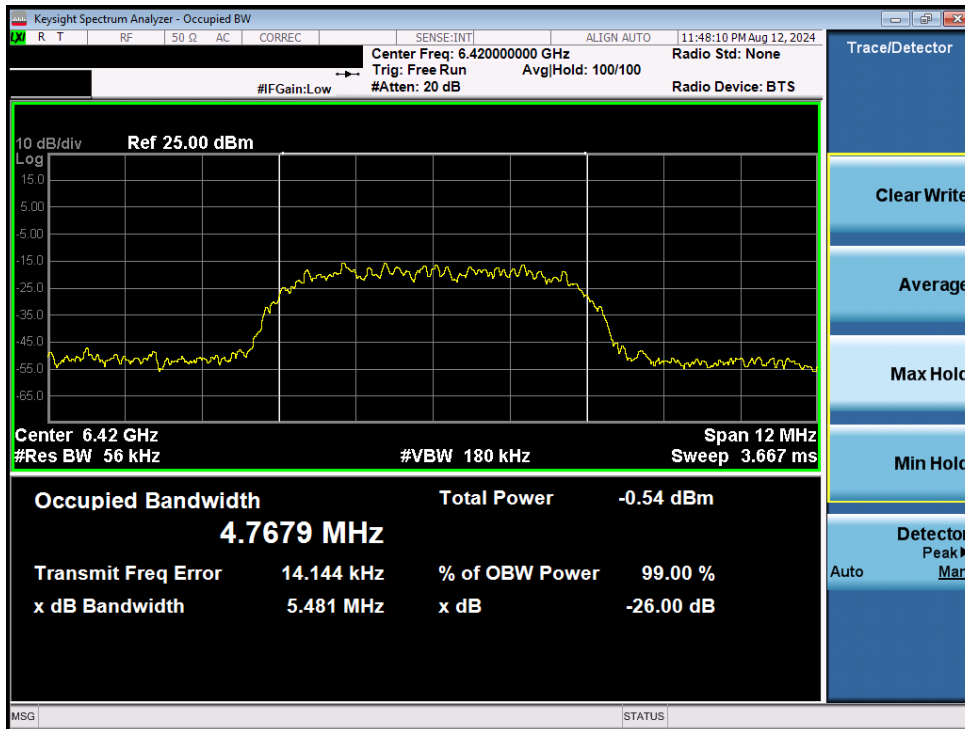 Keysight Spectrum Analyzer - Occupied BW
LXI R T RF 50 Ω AC CORREC SENSE:INT ALIGN AUTO 11:48:10 PM Aug 12, 2024
Center Freq: 6.420000000 GHz Radio Std: None
Trig: Free Run Avg|Hold: 100/100
#IFGain:Low #Atten: 20 dB Radio Device: BTS
10 dB/div Ref 25.00 dBm
Log
15.0
5.00
-5.00
-15.0
-25.0
-35.0
-45.0
-55.0
-65.0
Center 6.42 GHz Span 12 MHz
#Res BW 56 kHz #VBW 180 kHz Sweep 3.667 ms
Occupied Bandwidth Total Power -0.54 dBm
4.7679 MHz
Transmit Freq Error 14.144 kHz % of OBW Power 99.00 %
x dB Bandwidth 5.481 MHz x dB -26.00 dB
MSG STATUS
Trace/Detector
Clear Write
Average
Max Hold
Min Hold
Detector
Peak
Auto Man